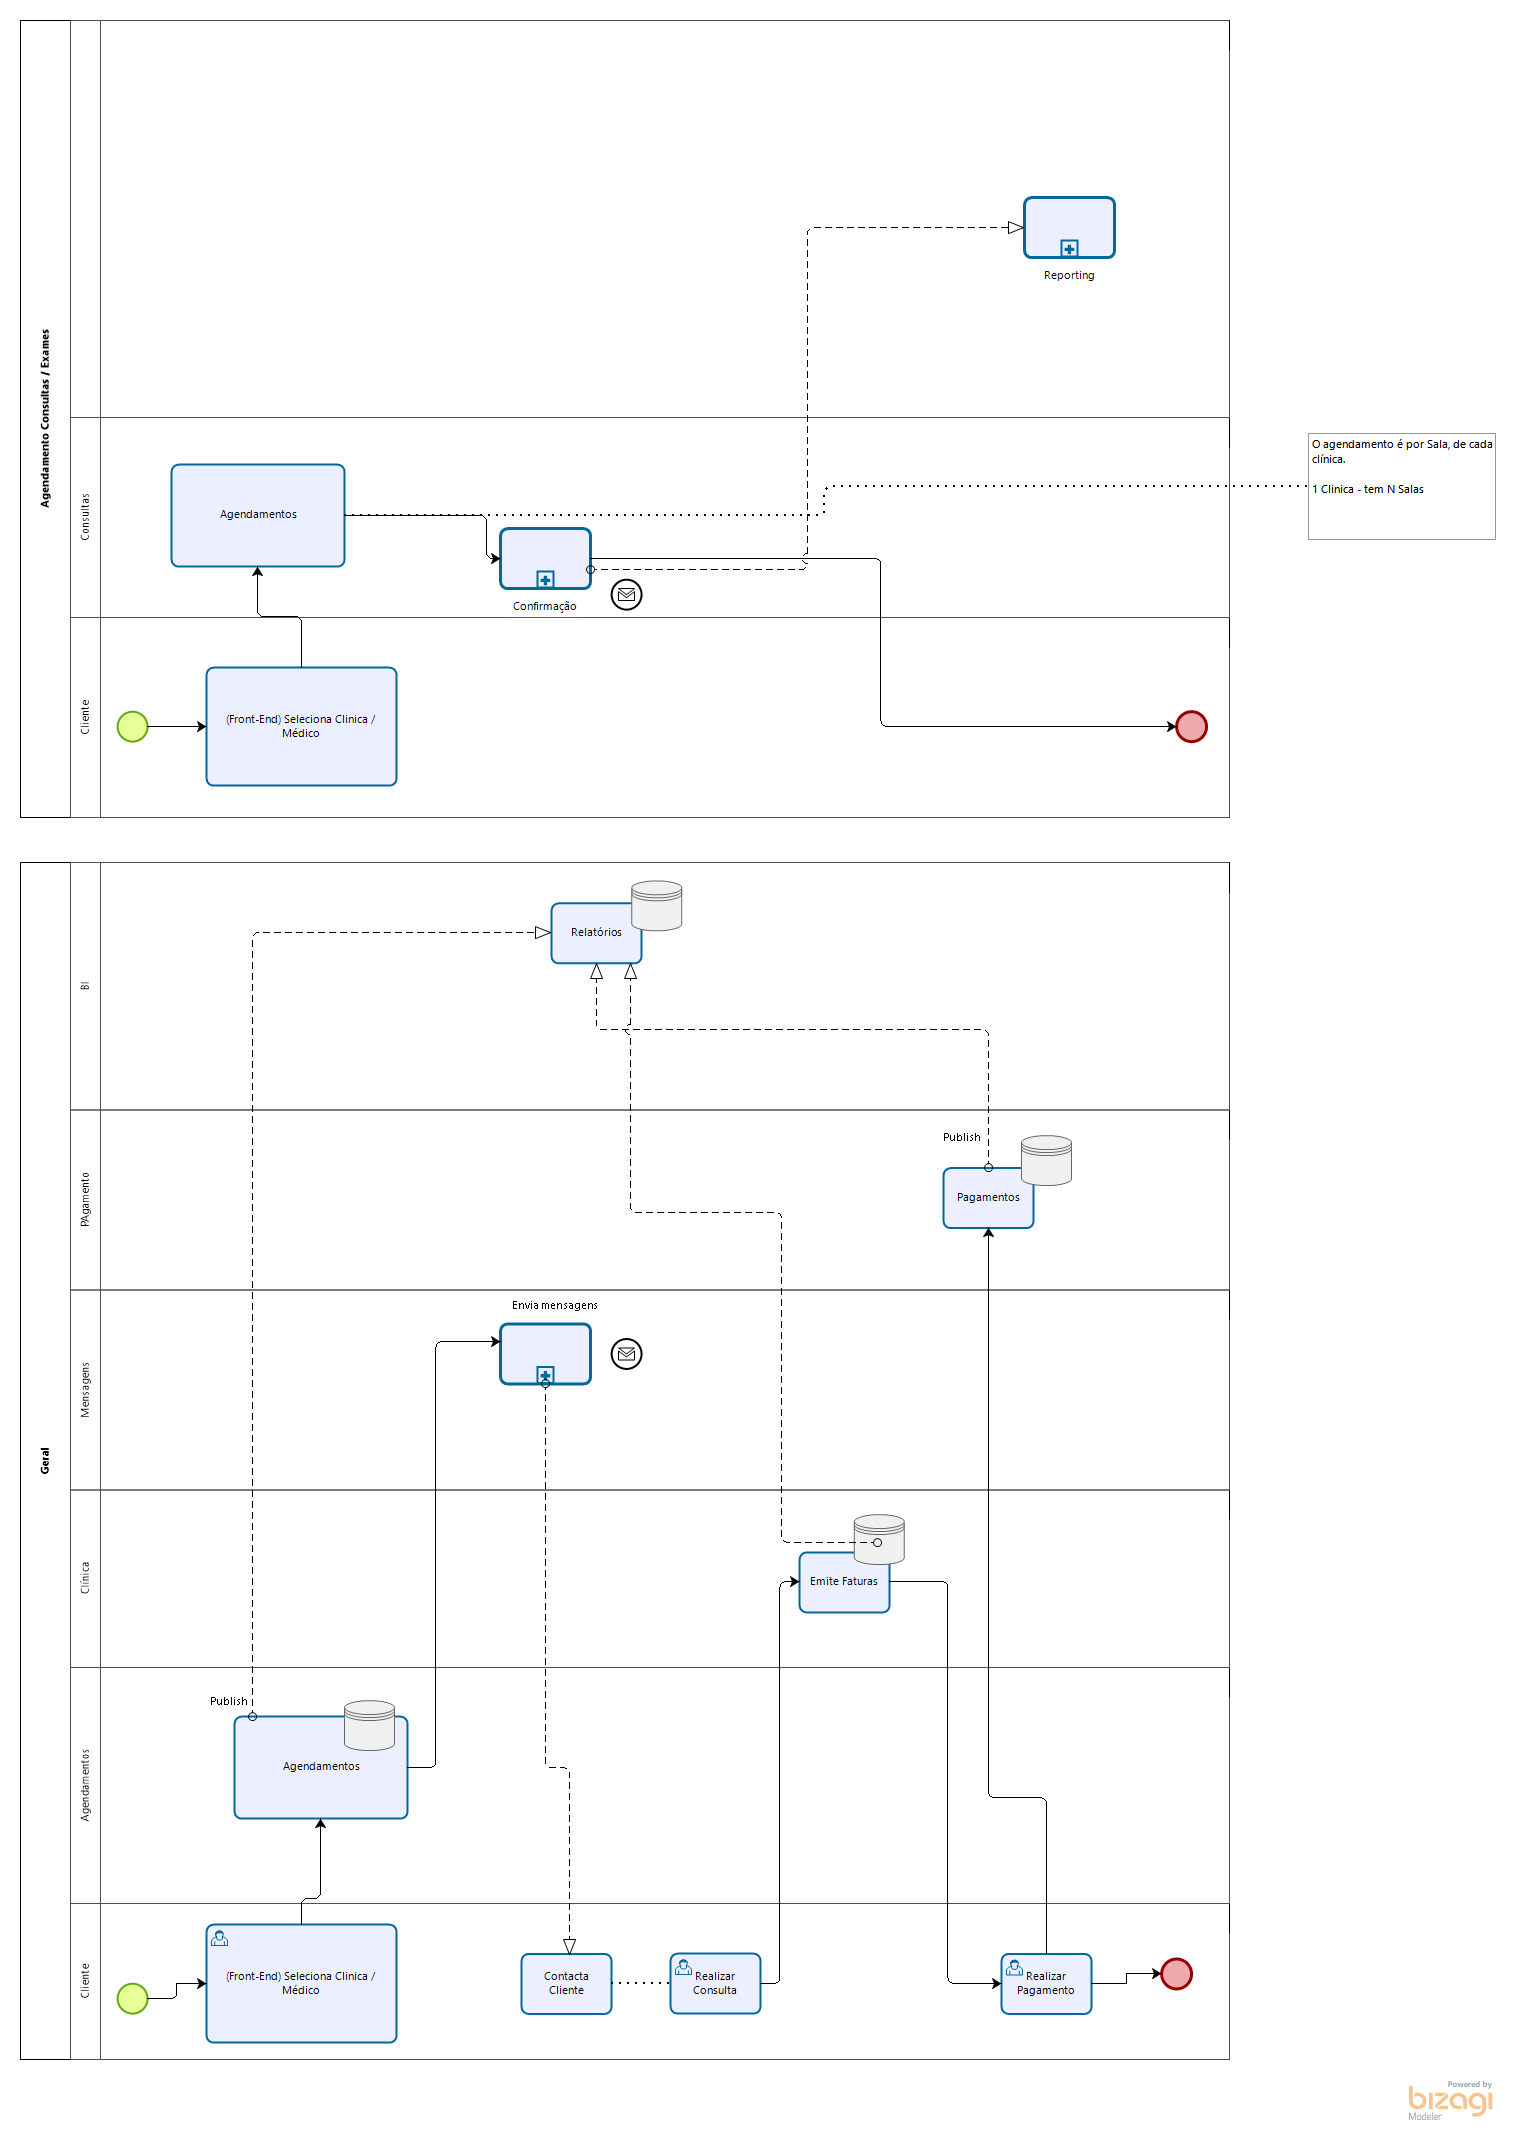 Agendamento Consultas / Exames
Reporting
Consultas
Agendamentos
Confirmação
O agendamento é por Sala, de cada
clínica.
1 Clinica - tem N Salas
Cliente
(Front-End) Seleciona Clinica /
Médico
Geral
BI
Relatórios
PAgamento
Publish
Pagamentos
Mensagens
Envia mensagens
Clínica
Emite Faturas
Agendamentos
Publish
Agendamentos
Cliente
(Front-End) Seleciona Clinica /
Médico
Contacta
Cliente
Realizar
Consulta
Realizar
Pagamento
Powered by
bizagi
Modeler